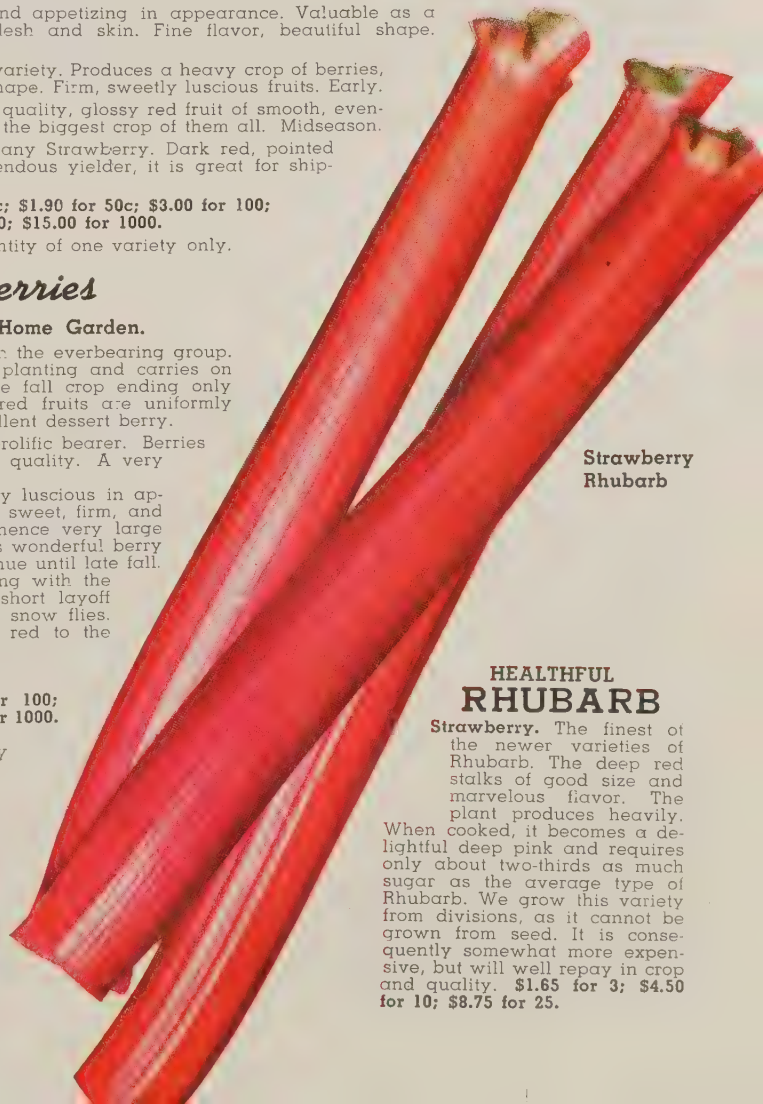 nd appetizing in appearance. Valuable as a
lesh and skin. Fine flavor, beautiful shape.
variety. Produces a heavy crop of berries,
hape. Firm, sweetly luscious fruits. Early.
quality, glossy red fruit of smooth, even-
the biggest crop of them all. Midseason.
any Strawberry. Dark red, pointed
endous yielder, it is great for ship-
c; $1.90 for 50c; $3.00 for 100;
0; $15.00 for 1000.
ntity of one variety only.
erries
Home Garden.
the everbearing group.
planting and carries on
e fall crop ending only
red fruits are uniformly
llent dessert berry.
rolific bearer. Berries
quality. A very
y luscious in ap-
sweet, firm, and
hence very large
s wonderful berry
nue until late fall.
ng with the
short layoff
snow flies.
red to the
r 100;
r 1000.
Y
Strawberry
Rhubarb
HEALTHFUL
RHUBARB
Strawberry. The finest of
the newer varieties of
Rhubarb. The deep red
stalks of good size and
marvelous flavor. The
plant produces heavily.
When cooked, it becomes a de-
lightful deep pink and requires
only about two-thirds as much
sugar as the average type of
Rhubarb. We grow this variety
from divisions, as it cannot be
grown from seed. It is conse-
quently somewhat more expen-
sive, but will well repay in crop
and quality. $1.65 for 3; $4.50
for 10; $8.75 for 25.